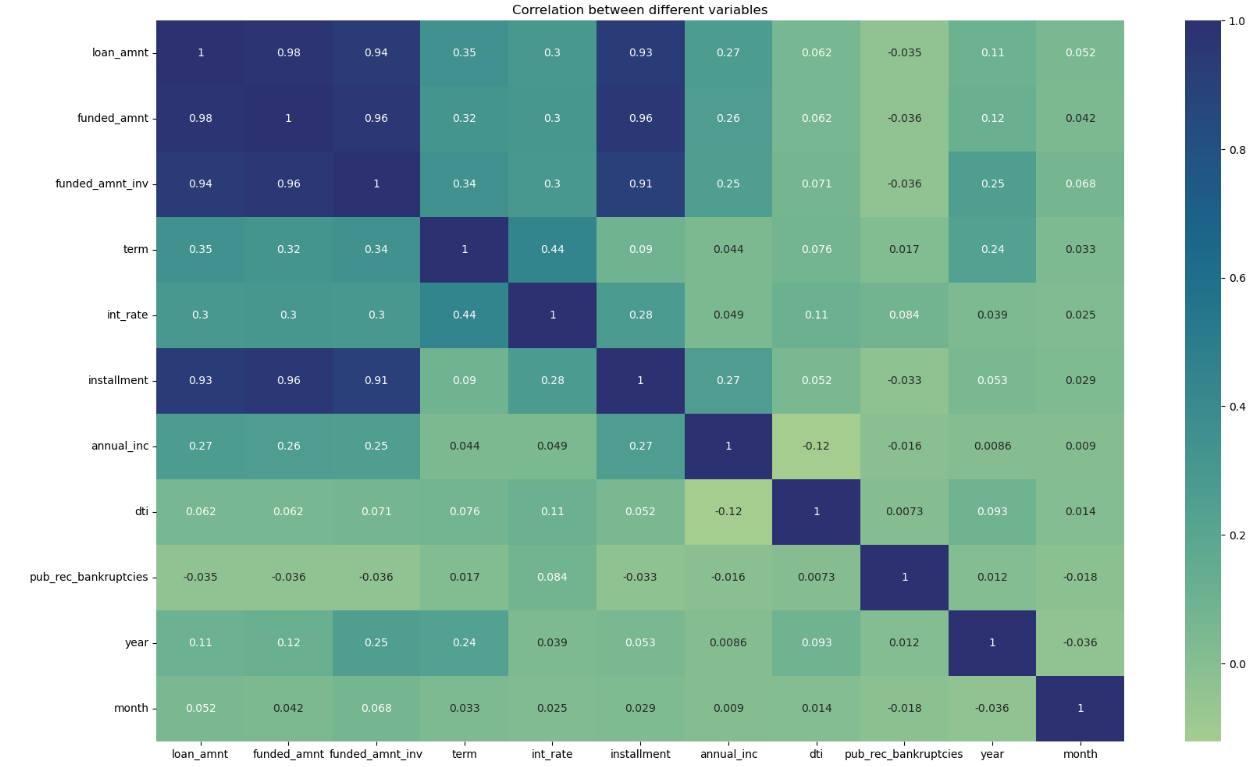 Correlation between different variables
loan_amnt 1 0.98 0.94 0.35 0.3 0.93 0.27 0.062 -0.035 0.11 0.052
funded_amnt 0.98 1 0.96 0.32 0.3 0.96 0.26 0.062 -0.036 0.12 0.042
funded_amnt_inv 0.94 0.96 1 0.34 0.3 0.91 0.25 0.071 -0.036 0.25 0.068
term 0.35 0.32 0.34 1 0.44 0.09 0.044 0.076 0.017 0.24 0.033
int_rate 0.3 0.3 0.3 0.44 1 0.28 0.049 0.11 0.084 0.039 0.025
installment 0.93 0.96 0.91 0.09 0.28 1 0.27 0.052 -0.033 0.053 0.029
annual_inc 0.27 0.26 0.25 0.044 0.049 0.27 1 -0.12 -0.016 0.0086 0.009
dti 0.062 0.062 0.071 0.076 0.11 0.052 -0.12 1 0.0073 0.093 0.014
pub_rec_bankruptcies -0.035 -0.036 -0.036 0.017 0.084 -0.033 -0.016 0.0073 1 0.012 -0.018
year 0.11 0.12 0.25 0.24 0.039 0.053 0.0086 0.093 0.012 1 -0.036
month 0.052 0.042 0.068 0.033 0.025 0.029 0.009 0.014 -0.018 -0.036 1
loan_amnt funded_amnt funded_amnt_inv term int_rate installment annual_inc dti pub_rec_bankruptcies year month
1.0
0.8
0.6
0.4
0.2
0.0